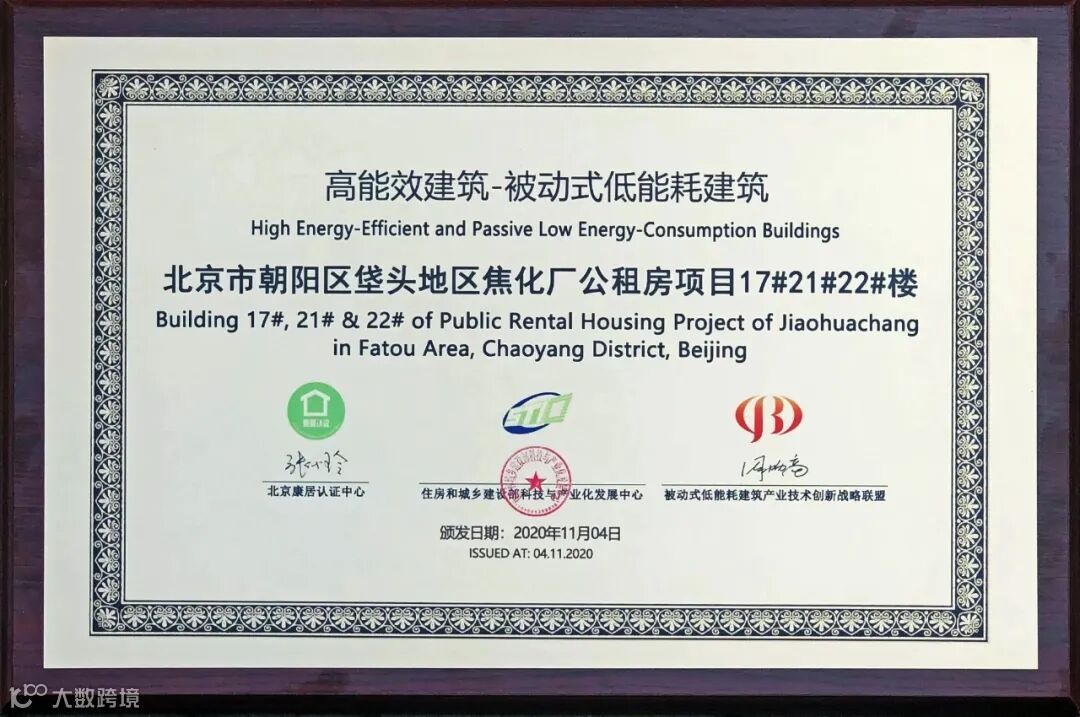 高能效建筑-被动式低能耗建筑
High Energy-Efficient and Passive Low Energy-Consumption Buildings
北京市朝阳区垡头地区焦化厂公租房项目17#21#22#楼
Building 17#, 21# & 22# of Public Rental Housing Project of Jiaohuachang
in Fatou Area, Chaoyang District, Beijing
康居认证
北京康居认证中心
住房和城乡建设部科技与产业化发展中心
被动式低能耗建筑产业技术创新战略联盟
颁发日期：2020年11月04日
ISSUED AT: 04.11.2020
大数跨境